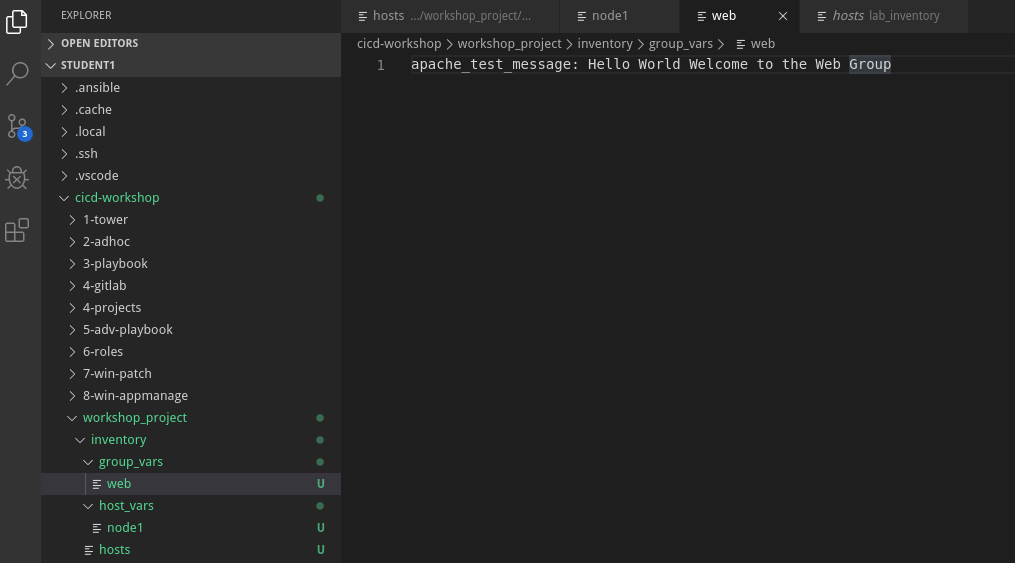 EXPLORER
OPEN EDITORS
STUDENT1
.ansible
.cache
.local
.ssh
.vscode
cicd-workshop
1-tower
2-adhoc
3-playbook
4-gitlab
4-projects
5-adv-playbook
6-roles
7-win-patch
8-win-appmanage
workshop_project
inventory
group_vars
web U
host_vars
node1 U
hosts U
3
hosts .../workshop_project/... node1 web hosts lab_inventory
cicd-workshop workshop_project inventory group_vars web
1 apache_test_message: Hello World Welcome to the Web Group